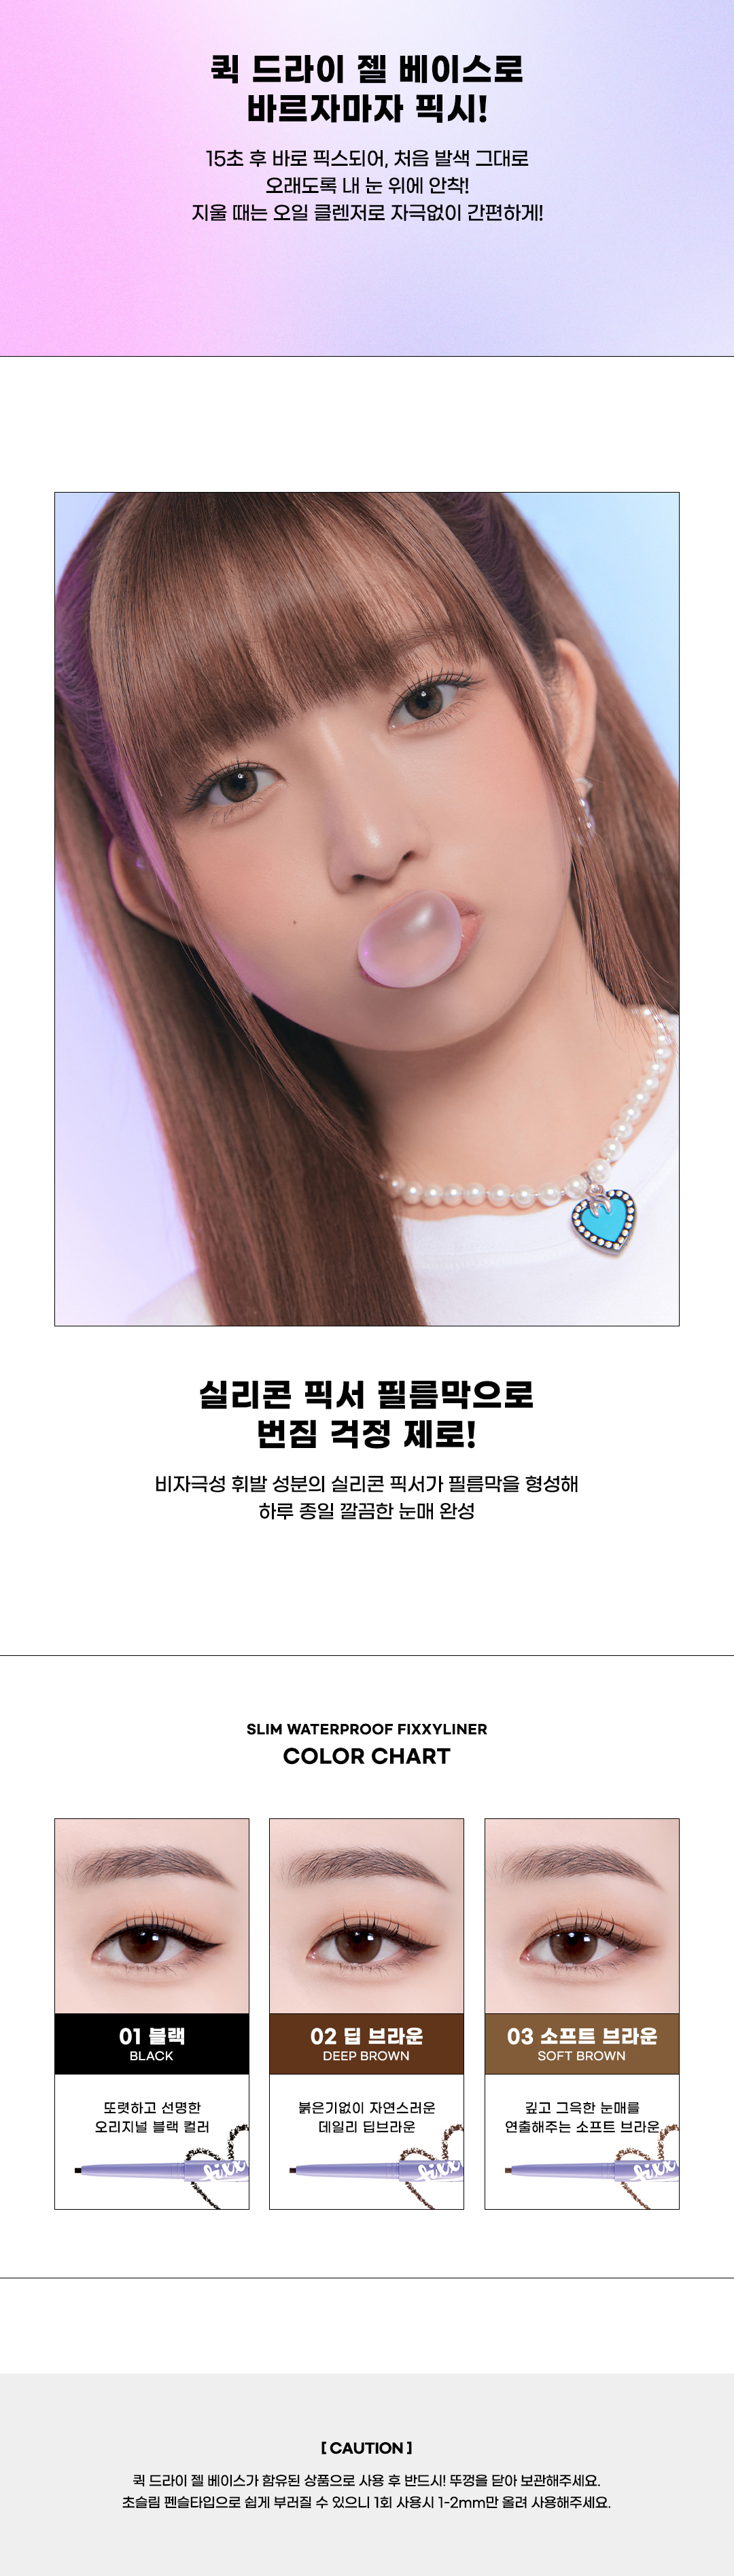 퀵 드라이 젤 베이스로
바르자마자 픽시!
15초 후 바로 픽스되어, 처음 발색 그대로
오래도록 내 눈 위에 안착!
지울 때는 오일 클렌저로 자극없이 간편하게!
실리콘 픽서 필름막으로
번짐 걱정 제로!
비자극성 휘발 성분의 실리콘 픽서가 필름막을 형성해
하루 종일 깔끔한 눈매 완성
SLIM WATERPROOF FIXXYLINER
COLOR CHART
01 블랙
BLACK
또렷하고 선명한
오리지널 블랙 컬러
fixx
02 딥 브라운
DEEP BROWN
붉은기없이 자연스러운
데일리 딥브라운
fixx
03 소프트 브라운
SOFT BROWN
깊고 그윽한 눈매를
연출해주는 소프트 브라운
fixx
[ CAUTION ]
퀵 드라이 젤 베이스가 함유된 상품으로 사용 후 반드시! 뚜껑을 닫아 보관해주세요.
초슬림 펜슬타입으로 쉽게 부러질 수 있으니 1회 사용시 1-2mm만 올려 사용해주세요.